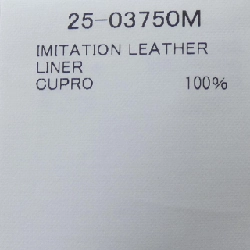 25-03750M
IMITATION LEATHER
LINER
CUPRO 100%